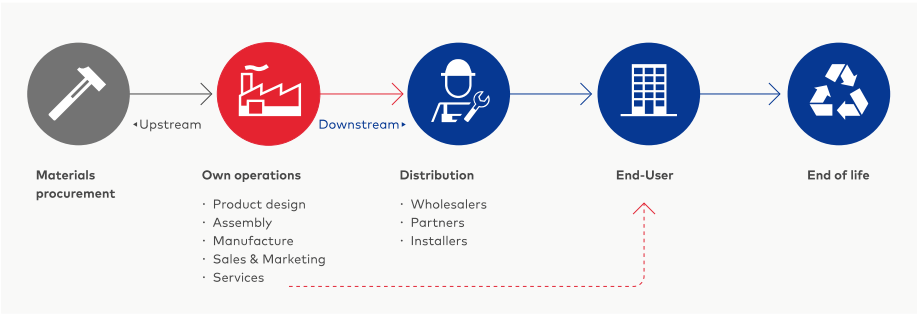 ◂Upstream
Downstream▸
Materials
procurement
Own operations
· Product design
· Assembly
· Manufacture
· Sales & Marketing
· Services
Distribution
· Wholesalers
· Partners
· Installers
End-User
End of life